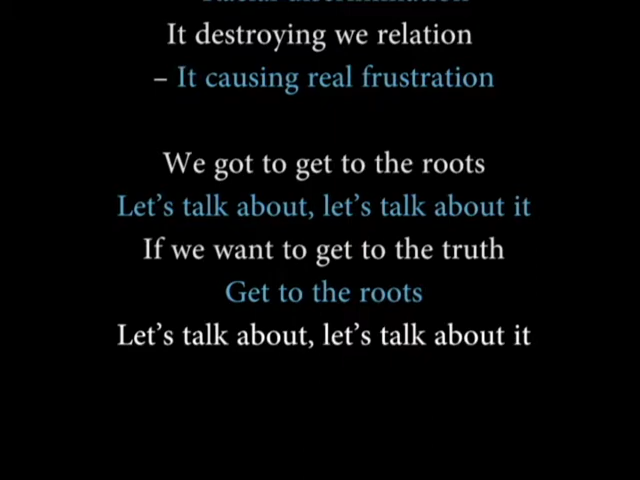 It destroying we relation
– It causing real frustration
We got to get to the roots
Let's talk about, let's talk about it
If we want to get to the truth
Get to the roots
Let's talk about, let's talk about it